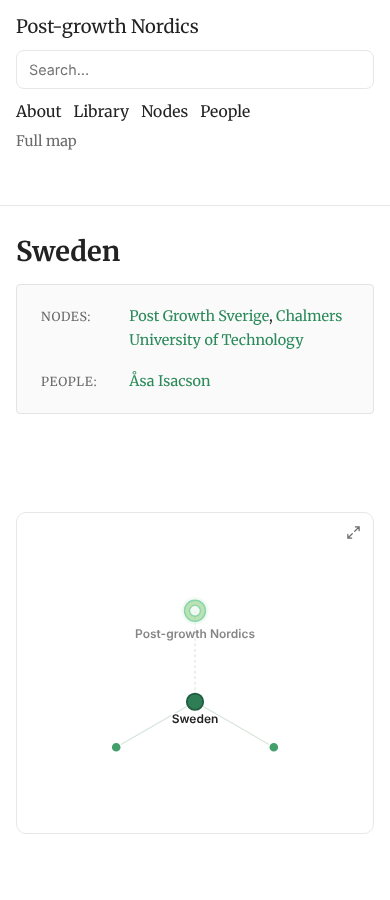 Post-growth Nordics
Search...
About Library Nodes People
Full map
Sweden
NODES: Post Growth Sverige, Chalmers
University of Technology
PEOPLE: Åsa Isacson
Post-growth Nordics
Sweden